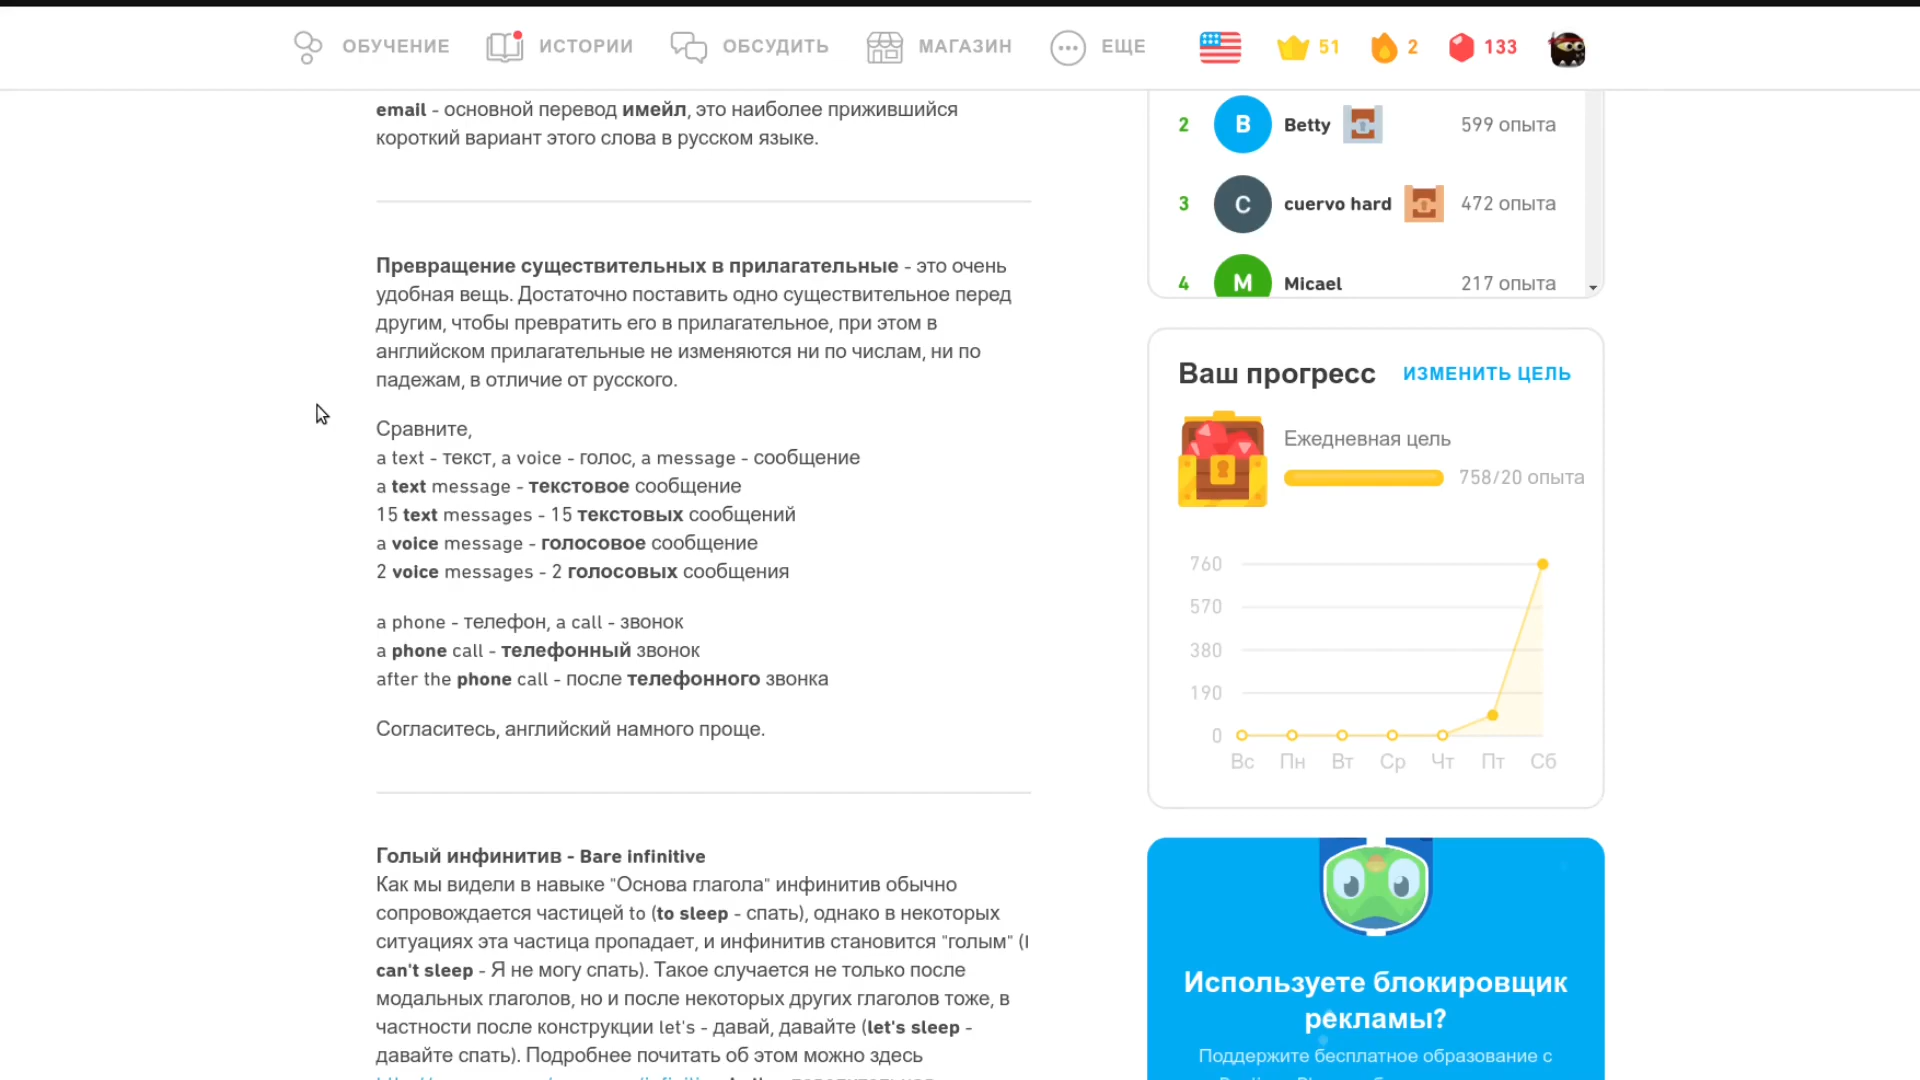 ОБУЧЕНИЕ ИСТОРИИ ОБСУДИТЬ МАГАЗИН ЕЩЕ 51 2 133
email - основной перевод имейл, это наиболее прижившийся
короткий вариант этого слова в русском языке.
Превращение существительных в прилагательные - это очень
удобная вещь. Достаточно поставить одно существительное перед
другим, чтобы превратить его в прилагательное, при этом в
английском прилагательные не изменяются ни по числам, ни по
падежам, в отличие от русского.
Сравните,
a text - текст, a voice - голос, a message - сообщение
a text message - текстовое сообщение
15 text messages - 15 текстовых сообщений
a voice message - голосовое сообщение
2 voice messages - 2 голосовых сообщения
a phone - телефон, a call - звонок
a phone call - телефонный звонок
after the phone call - после телефонного звонка
Согласитесь, английский намного проще.
Голый инфинитив - Bare infinitive
Как мы видели в навыке "Основа глагола" инфинитив обычно
сопровождается частицей to (to sleep - спать), однако в некоторых
ситуациях эта частица пропадает, и инфинитив становится "голым" (I
can't sleep - Я не могу спать). Такое случается не только после
модальных глаголов, но и после некоторых других глаголов тоже, в
частности после конструкции let's - давай, давайте (let's sleep -
давайте спать). Подробнее почитать об этом можно здесь
2 B Betty 599 опыта
3 C cuervo hard 472 опыта
4 M Micael 217 опыта
Ваш прогресс ИЗМЕНИТЬ ЦЕЛЬ
Ежедневная цель
758/20 опыта
760
570
380
190
0
Вс Пн Вт Ср Чт Пт Сб
Используете блокировщик
рекламы?
Поддержите бесплатное образование с